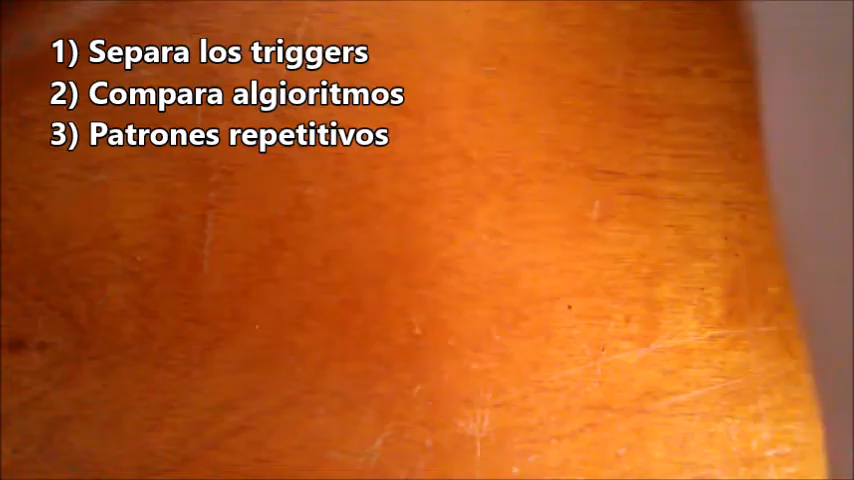 1) Separa los triggers
2) Compara algioritmos
3) Patrones repetitivos